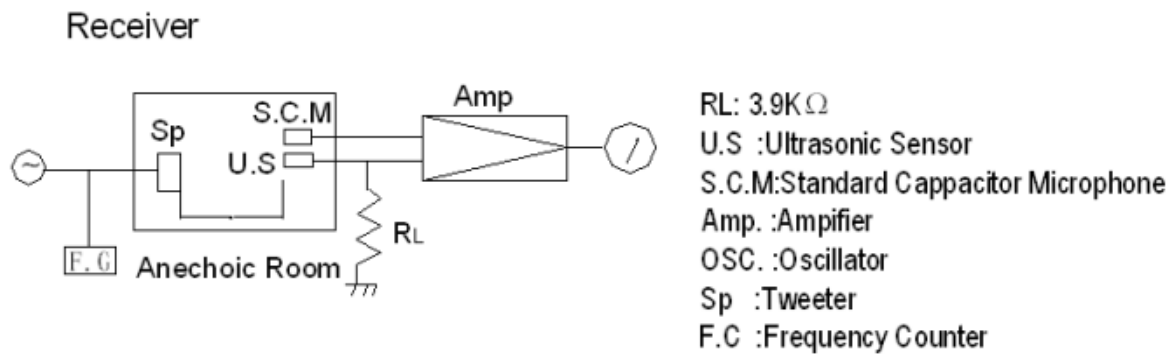 Receiver
Sp
S.C.M
U.S
Amp
~
F.G
Anechoic Room
RL
RL: 3.9KΩ
U.S :Ultrasonic Sensor
S.C.M:Standard Cappacitor Microphone
Amp. :Ampifier
OSC. :Oscillator
Sp :Tweeter
F.C :Frequency Counter